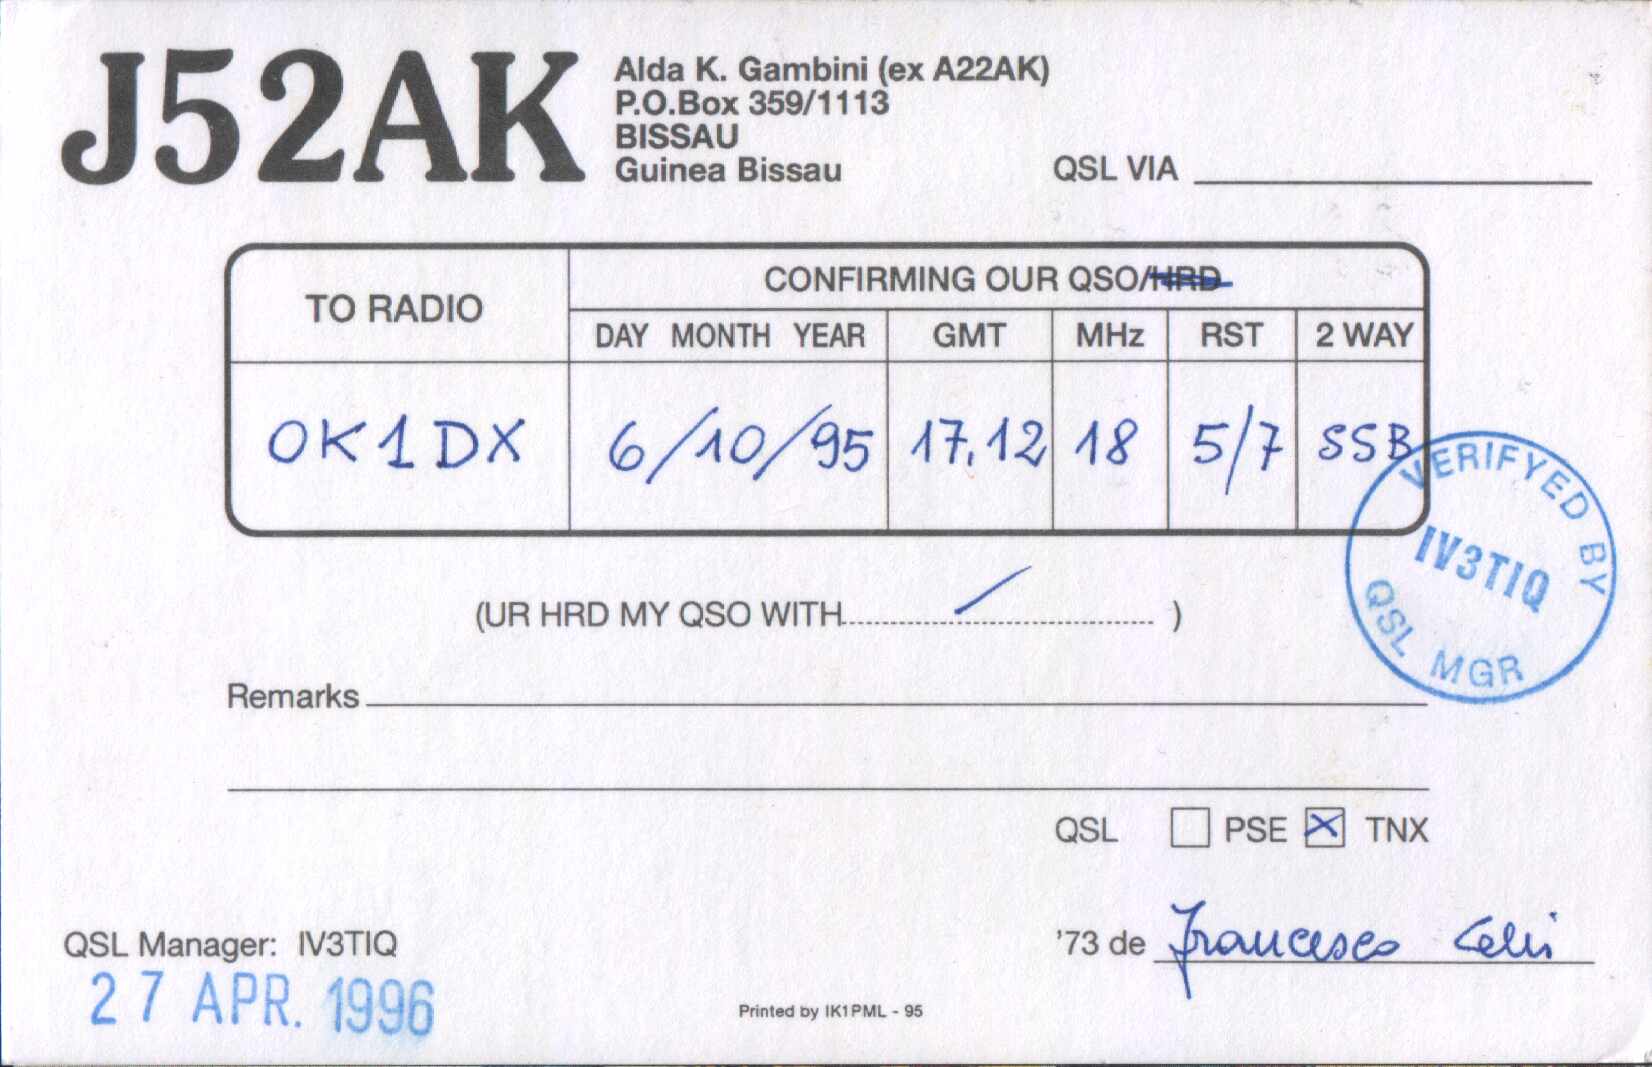 J52AK
Alda K. Gambini (ex A22AK)
P.O.Box 359/1113
BISSAU
Guinea Bissau
QSL VIA
TO RADIO
CONFIRMING OUR QSO/HRD
DAY MONTH YEAR GMT MHz RST 2 WAY
OK1DX 6/10/95 17.12 18 5/7 SSB
VERIFYED BY
IV3TIQ
QSL MGR
(UR HRD MY QSO WITH.......... / .......... )
Remarks
QSL PSE X TNX
QSL Manager: IV3TIQ
'73 de Francesco
27 APR. 1996
Printed by IK1PML - 95